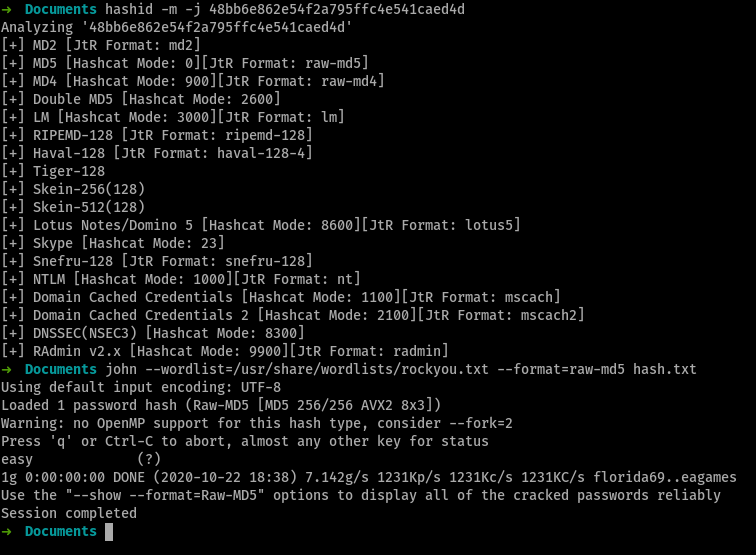 ➜  Documents hashid -m -j 48bb6e862e54f2a795ffc4e541caed4d
Analyzing '48bb6e862e54f2a795ffc4e541caed4d'
[+] MD2 [JtR Format: md2]
[+] MD5 [Hashcat Mode: 0][JtR Format: raw-md5]
[+] MD4 [Hashcat Mode: 900][JtR Format: raw-md4]
[+] Double MD5 [Hashcat Mode: 2600]
[+] LM [Hashcat Mode: 3000][JtR Format: lm]
[+] RIPEMD-128 [JtR Format: ripemd-128]
[+] Haval-128 [JtR Format: haval-128-4]
[+] Tiger-128
[+] Skein-256(128)
[+] Skein-512(128)
[+] Lotus Notes/Domino 5 [Hashcat Mode: 8600][JtR Format: lotus5]
[+] Skype [Hashcat Mode: 23]
[+] Snefru-128 [JtR Format: snefru-128]
[+] NTLM [Hashcat Mode: 1000][JtR Format: nt]
[+] Domain Cached Credentials [Hashcat Mode: 1100][JtR Format: mscach]
[+] Domain Cached Credentials 2 [Hashcat Mode: 2100][JtR Format: mscach2]
[+] DNSSEC(NSEC3) [Hashcat Mode: 8300]
[+] RAdmin v2.x [Hashcat Mode: 9900][JtR Format: radmin]
➜  Documents john --wordlist=/usr/share/wordlists/rockyou.txt --format=raw-md5 hash.txt
Using default input encoding: UTF-8
Loaded 1 password hash (Raw-MD5 [MD5 256/256 AVX2 8x3])
Warning: no OpenMP support for this hash type, consider --fork=2
Press 'q' or Ctrl-C to abort, almost any other key for status
easy             (?)
1g 0:00:00:00 DONE (2020-10-22 18:38) 7.142g/s 1231Kp/s 1231Kc/s 1231KC/s florida69..eagames
Use the "--show --format=Raw-MD5" options to display all of the cracked passwords reliably
Session completed
➜  Documents